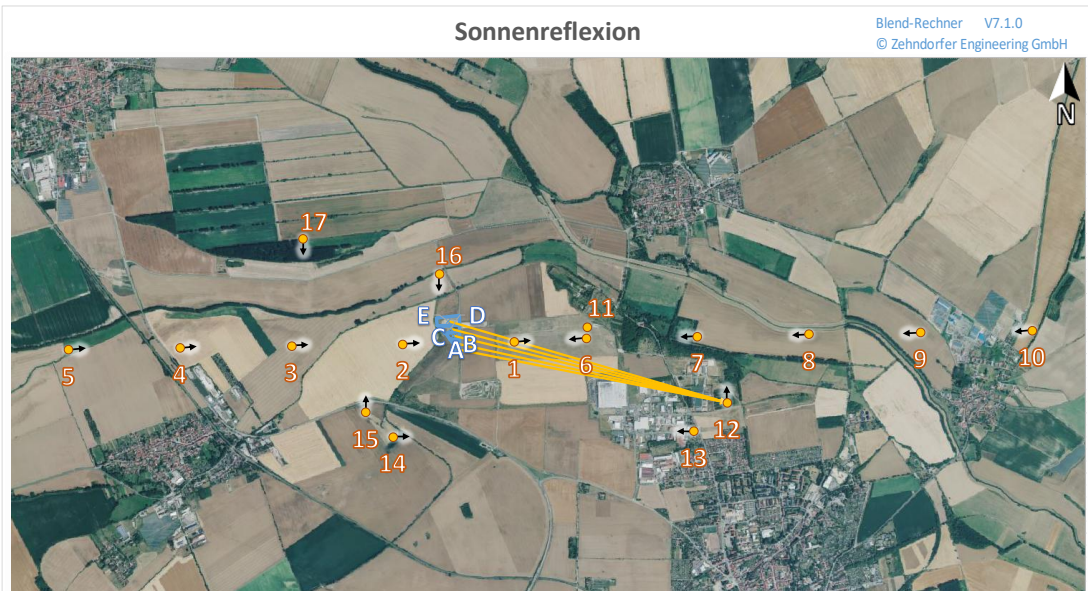 Sonnenreflexion
Blend-Rechner V7.1.0
© Zehndorfer Engineering GmbH
N
17
16
E D
11
C
A B
1
6
7
8
9
10
5
4
3
2
12
15
13
14